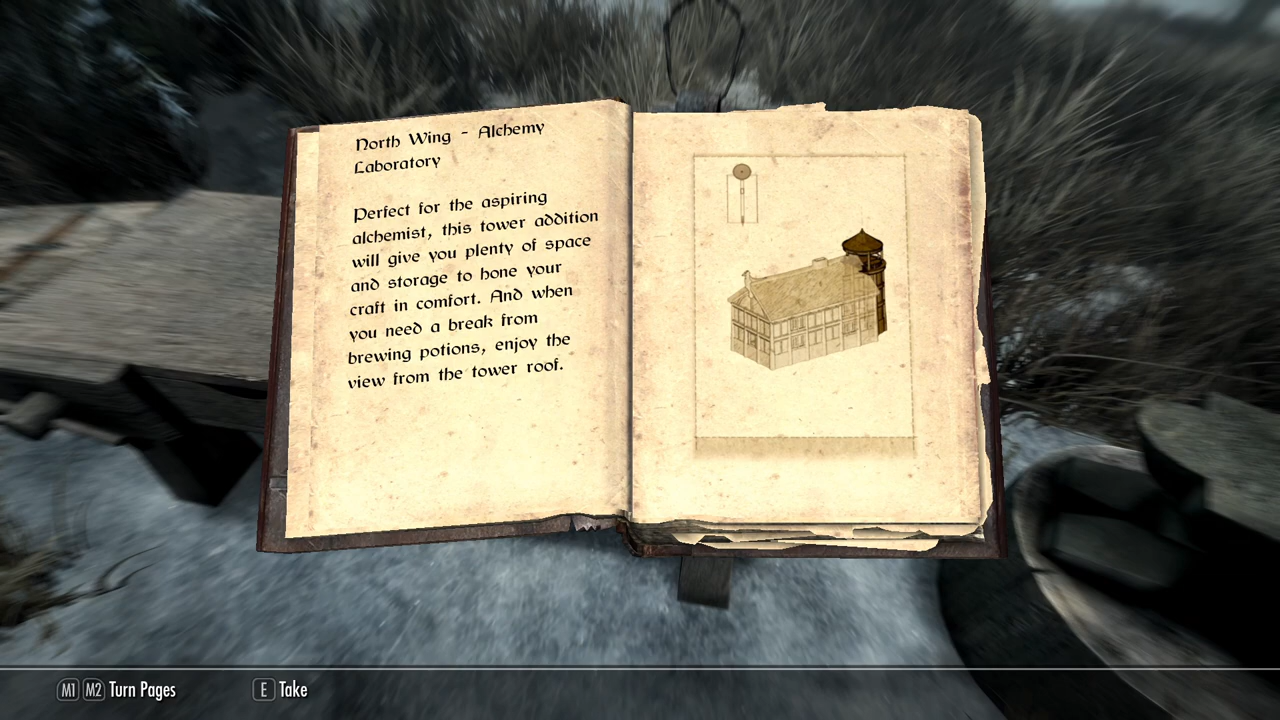 North Wing - Alchemy
Laboratory
Perfect for the aspiring
alchemist, this tower addition
will give you plenty of space
and storage to hone your
craft in comfort. And when
you need a break from
brewing potions, enjoy the
view from the tower roof.
M1 M2 Turn Pages
E Take